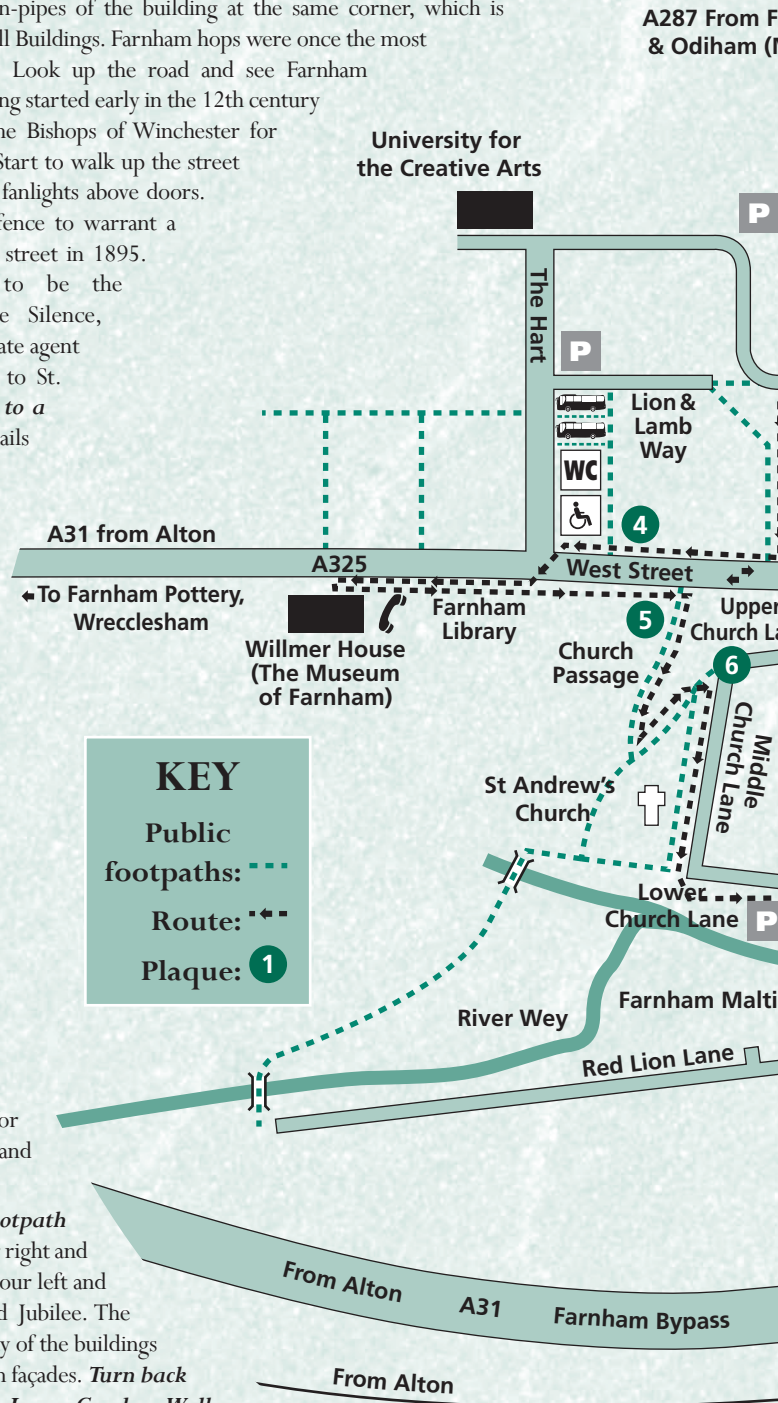 n-pipes of the building at the same corner, which is
ll Buildings. Farnham hops were once the most
Look up the road and see Farnham
ng started early in the 12th century
ne Bishops of Winchester for
Start to walk up the street
fanlights above doors.
fence to warrant a
street in 1895.
to be the
e Silence,
ate agent
to St.
to a
ails
A287 From F
& Odiham (
University for
the Creative Arts
P
The Hart
P
Lion &
Lamb
Way
WC
4
A31 from Alton
A325
West Street
To Farnham Pottery,
Wrecclesham
Farnham
Library
5
Upper
Church La
Willmer House
(The Museum
of Farnham)
Church
Passage
6
Middle
Church Lane
KEY
Public
footpaths:
Route:
Plaque: 1
St Andrew's
Church
Lower
Church Lane
P
River Wey
Farnham Malti
Red Lion Lane
or
and
ootpath
right and
our left and
d Jubilee. The
y of the buildings
n façades. Turn back
From Alton
A31
Farnham Bypass
From Alton